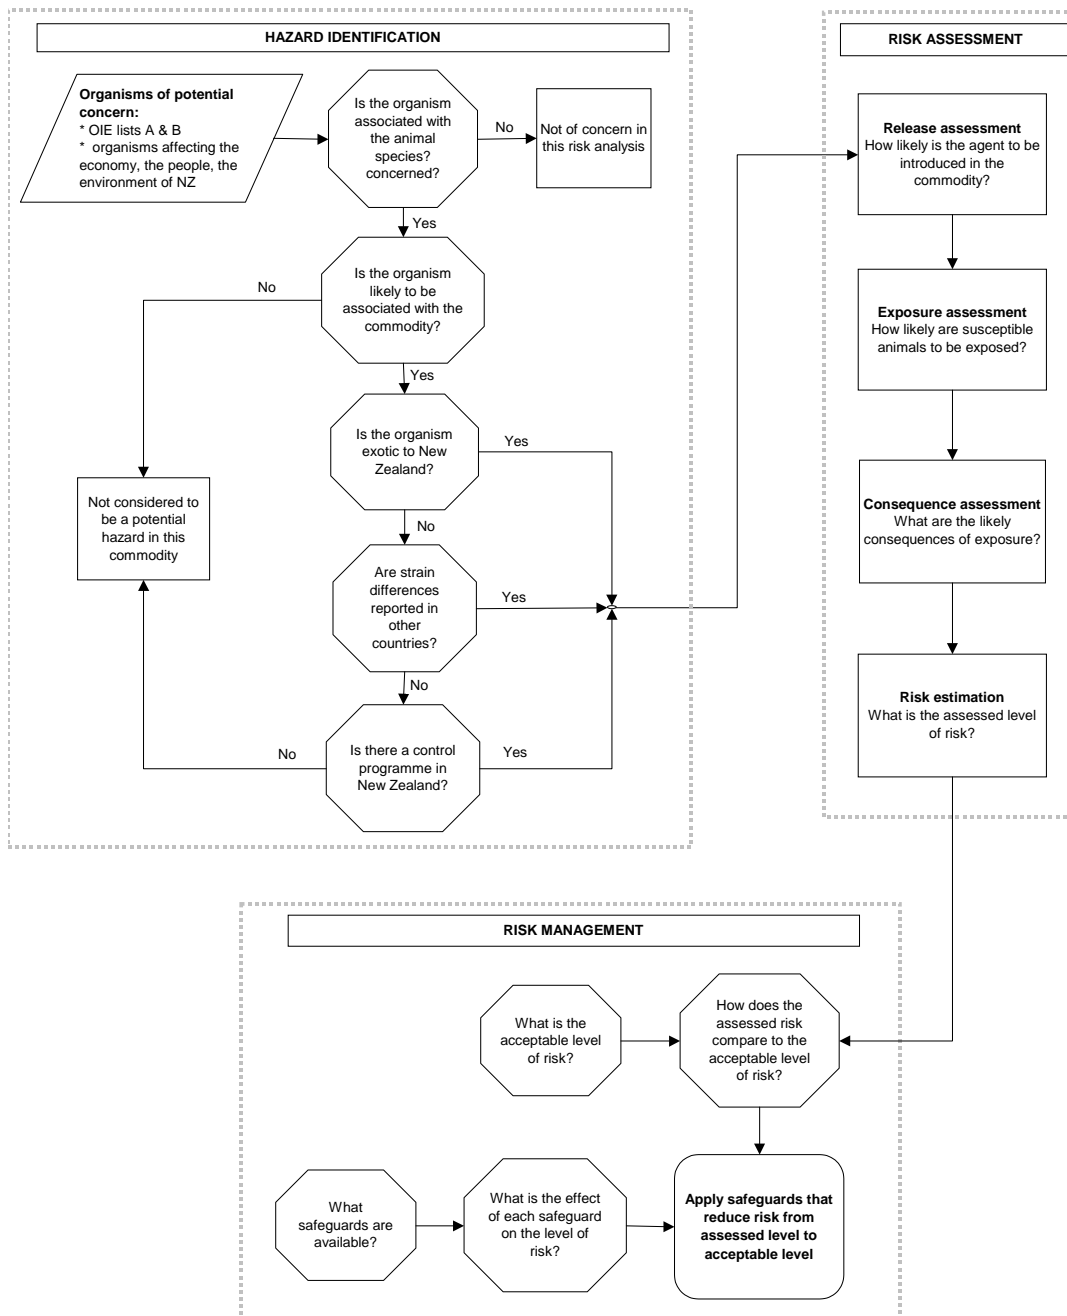 HAZARD IDENTIFICATION
Organisms of potential
concern:
* OIE lists A & B
* organisms affecting the
economy, the people, the
environment of NZ
Is the organism
associated with
the animal
species?
concerned?
No
Not of concern in
this risk analysis
Yes
Is the organism
likely to be
associated with the
commodity?
No
Yes
Is the organism
exotic to New
Zealand?
Yes
No
Not considered to
be a potential
hazard in this
commodity
Are strain
differences
reported in
other
countries?
Yes
No
Is there a control
programme in
New Zealand?
No
Yes
RISK ASSESSMENT
Release assessment
How likely is the agent to be
introduced in the
commodity?
Exposure assessment
How likely are susceptible
animals to be exposed?
Consequence assessment
What are the likely
consequences of exposure?
Risk estimation
What is the assessed level
of risk?
RISK MANAGEMENT
What is the
acceptable level
of risk?
How does the
assessed risk
compare to the
acceptable level
of risk?
What
safeguards are
available?
What is the effect
of each safeguard
on the level of
risk?
Apply safeguards that
reduce risk from
assessed level to
acceptable level